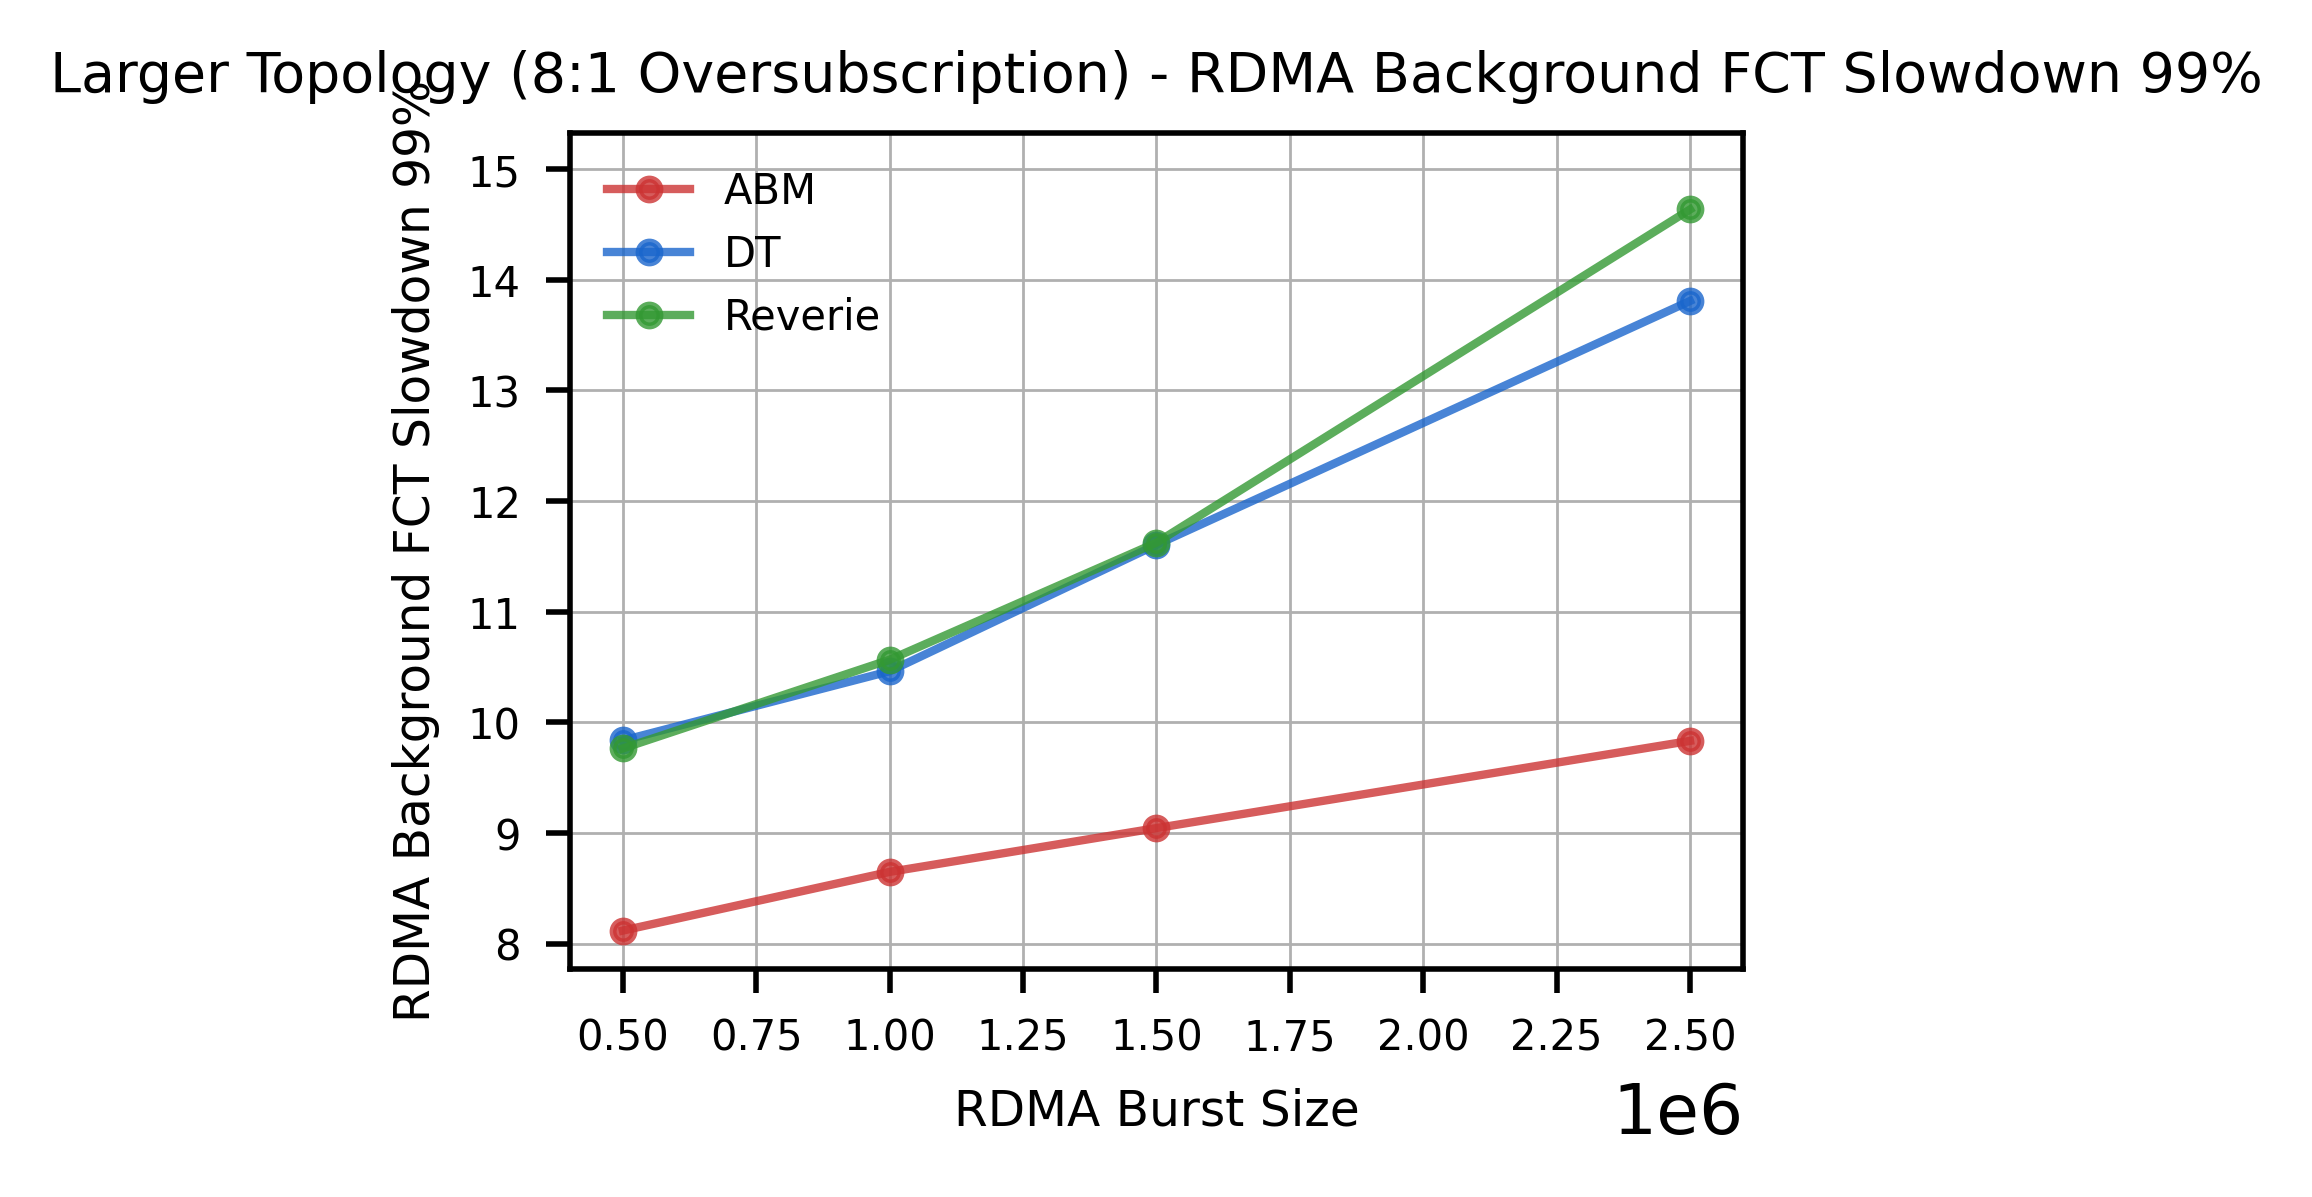 Larger Topology (8:1 Oversubscription) - RDMA Background FCT Slowdown 99%
RDMA Background FCT Slowdown 99%
15
14
13
12
11
10
9
8
ABM
DT
Reverie
0.50 0.75 1.00 1.25 1.50 1.75 2.00 2.25 2.50
RDMA Burst Size
1e6